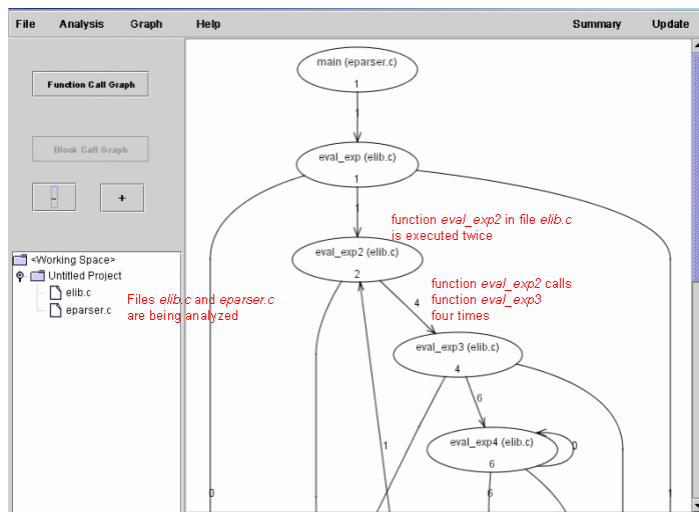 File Analysis Graph Help Summary Update
Function Call Graph
Block Call Graph
- +
<Working Space>
Untitled Project
elib.c
eparser.c
Files elib.c and eparser.c
are being analyzed
main (eparser.c)
1
1
eval_exp (elib.c)
1
1
function eval_exp2 in file elib.c
is executed twice
eval_exp2 (elib.c)
2
function eval_exp2 calls
function eval_exp3
four times
4
eval_exp3 (elib.c)
4
6
eval_exp4 (elib.c)
6
0
1
0
6
1